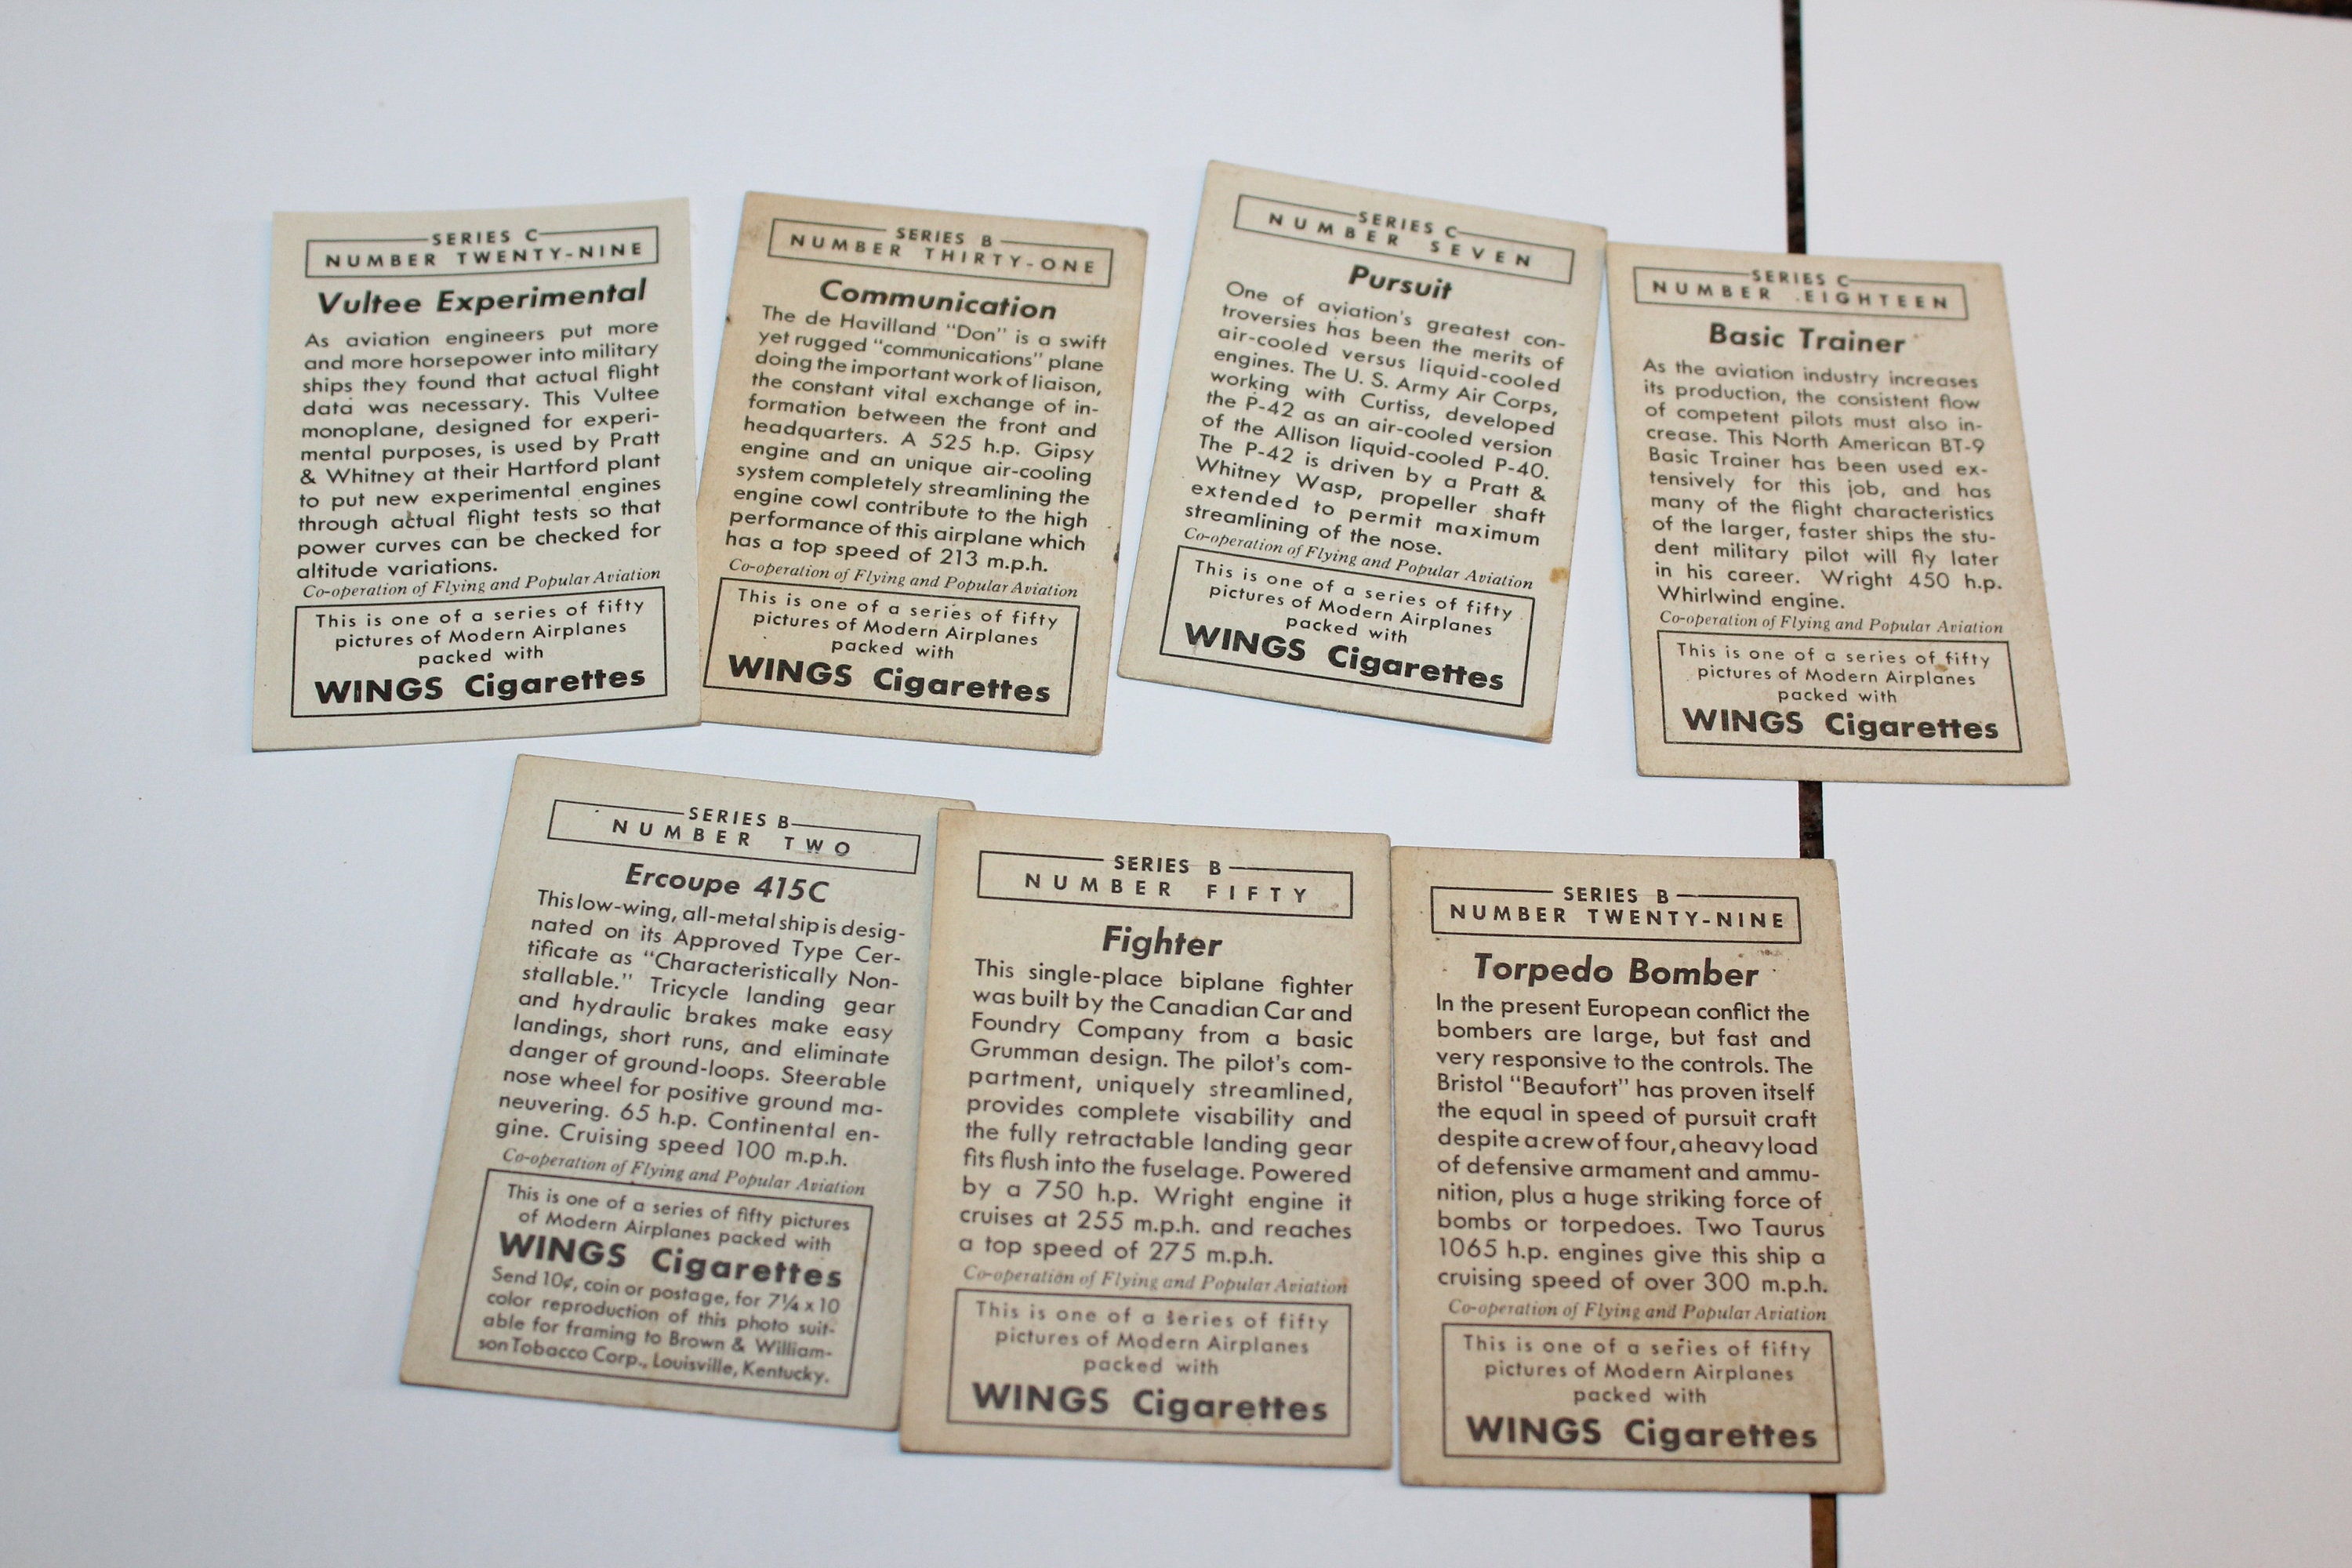 SERIES C
NUMBER TWENTY-NINE
Vultee Experimental
As aviation engineers put more
and more horsepower into military
ships they found that actual flight
data was necessary. This Vultee
monoplane, designed for experi-
mental purposes, is used by Pratt
& Whitney at their Hartford plant
to put new experimental engines
through actual flight tests so that
power curves can be checked for
altitude variations.
Co-operation of Flying and Popular Aviation
This is one of a series of fifty
pictures of Modern Airplanes
packed with
WINGS Cigarettes
SERIES B
NUMBER THIRTY-ONE
Communication
The de Havilland "Don" is a swift
yet rugged "communications" plane
doing the important work of liaison,
the constant vital exchange of in-
formation between the front and
headquarters. A 525 h.p. Gipsy
engine and an unique air-cooling
system completely streamlining the
engine cowl contribute to the high
performance of this airplane which
has a top speed of 213 m.p.h.
Co-operation of Flying and Popular Aviation
This is one of a series of fifty
pictures of Modern Airplanes
packed with
WINGS Cigarettes
SERIES C
NUMBER SEVEN
Pursuit
One of aviation's greatest con-
troversies has been the merits of
air-cooled versus liquid-cooled
engines. The U. S. Army Air Corps,
working with Curtiss, developed
the P-42 as an air-cooled version
of the Allison liquid-cooled P-40.
The P-42 is driven by a Pratt &
Whitney Wasp, propeller shaft
extended to permit maximum
streamlining of the nose.
Co-operation of Flying and Popular Aviation
This is one of a series of fifty
pictures of Modern Airplanes
packed with
WINGS Cigarettes
SERIES C
NUMBER EIGHTEEN
Basic Trainer
As the aviation industry increases
its production, the consistent flow
of competent pilots must also in-
crease. This North American BT-9
Basic Trainer has been used ex-
tensively for this job, and has
many of the flight characteristics
of the larger, faster ships the stu-
dent military pilot will fly later
in his career. Wright 450 h.p.
Whirlwind engine.
Co-operation of Flying and Popular Aviation
This is one of a series of fifty
pictures of Modern Airplanes
packed with
WINGS Cigarettes
SERIES B
NUMBER TWO
Ercoupe 415C
This low-wing, all-metal ship is desig-
nated on its Approved Type Cer-
tificate as "Characteristically Non-
stallable." Tricycle landing gear
and hydraulic brakes make easy
landings, short runs, and eliminate
danger of ground-loops. Steerable
nose wheel for positive ground ma-
neuvering. 65 h.p. Continental en-
gine. Cruising speed 100 m.p.h.
Co-operation of Flying and Popular Aviation
This is one of a series of fifty pictures
of Modern Airplanes packed with
WINGS Cigarettes
Send 10¢, coin or postage, for 7¼ x 10
color reproduction of this photo suit-
able for framing to Brown & William-
son Tobacco Corp., Louisville, Kentucky.
SERIES B
NUMBER FIFTY
Fighter
This single-place biplane fighter
was built by the Canadian Car and
Foundry Company from a basic
Grumman design. The pilot's com-
partment, uniquely streamlined,
provides complete visability and
the fully retractable landing gear
fits flush into the fuselage. Powered
by a 750 h.p. Wright engine it
cruises at 255 m.p.h. and reaches
a top speed of 275 m.p.h.
Co-operation of Flying and Popular Aviation
This is one of a series of fifty
pictures of Modern Airplanes
packed with
WINGS Cigarettes
SERIES B
NUMBER TWENTY-NINE
Torpedo Bomber
In the present European conflict the
bombers are large, but fast and
very responsive to the controls. The
Bristol "Beaufort" has proven itself
the equal in speed of pursuit craft
despite a crew of four, a heavy load
of defensive armament and ammu-
nition, plus a huge striking force of
bombs or torpedoes. Two Taurus
1065 h.p. engines give this ship a
cruising speed of over 300 m.p.h.
Co-operation of Flying and Popular Aviation
This is one of a series of fifty
pictures of Modern Airplanes
packed with
WINGS Cigarettes